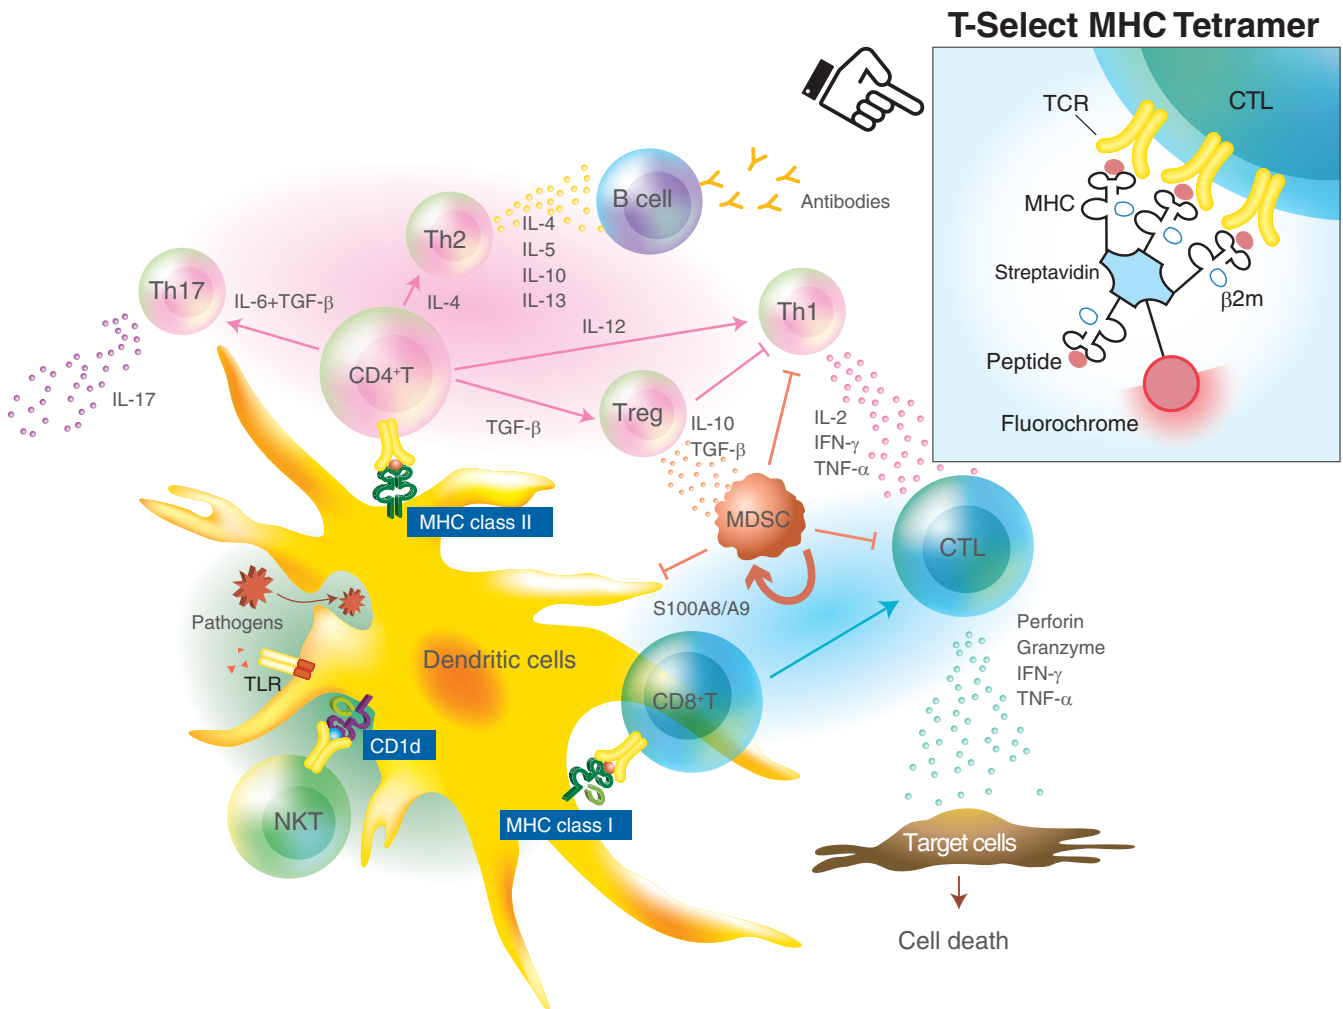 T-Select MHC Tetramer
TCR
CTL
MHC
Streptavidin
β2m
Peptide
Fluorochrome
B cell
Antibodies
Th2
IL-4
IL-5
IL-10
IL-13
Th17
IL-6+TGF-β
IL-4
IL-12
Th1
CD4⁺T
IL-17
TGF-β
Treg
IL-10
TGF-β
IL-2
IFN-γ
TNF-α
MHC class II
MDSC
CTL
S100A8/A9
Pathogens
TLR
Dendritic cells
CD8⁺T
Perforin
Granzyme
IFN-γ
TNF-α
CD1d
NKT
MHC class I
Target cells
Cell death